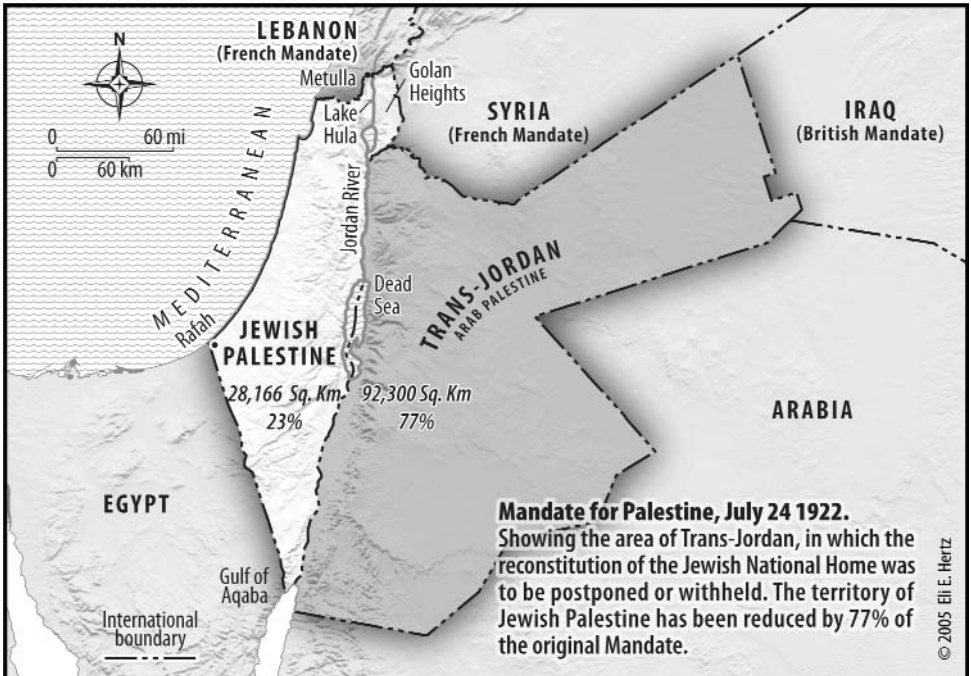 LEBANON
(French Mandate)
N
Metulla
Golan
Heights
Lake
Hula
SYRIA
(French Mandate)
IRAQ
(British Mandate)
0 60 mi
0 60 km
MEDITERRANEAN
Jordan River
Dead
Sea
TRANS-JORDAN
ARAB PALESTINE
Rafah
JEWISH
PALESTINE
28,166 Sq. Km
23%
92,300 Sq. Km
77%
ARABIA
EGYPT
Gulf of
Aqaba
International
boundary
Mandate for Palestine, July 24 1922.
Showing the area of Trans-Jordan, in which the
reconstitution of the Jewish National Home was
to be postponed or withheld. The territory of
Jewish Palestine has been reduced by 77% of
the original Mandate.
© 2005 Eli E. Hertz